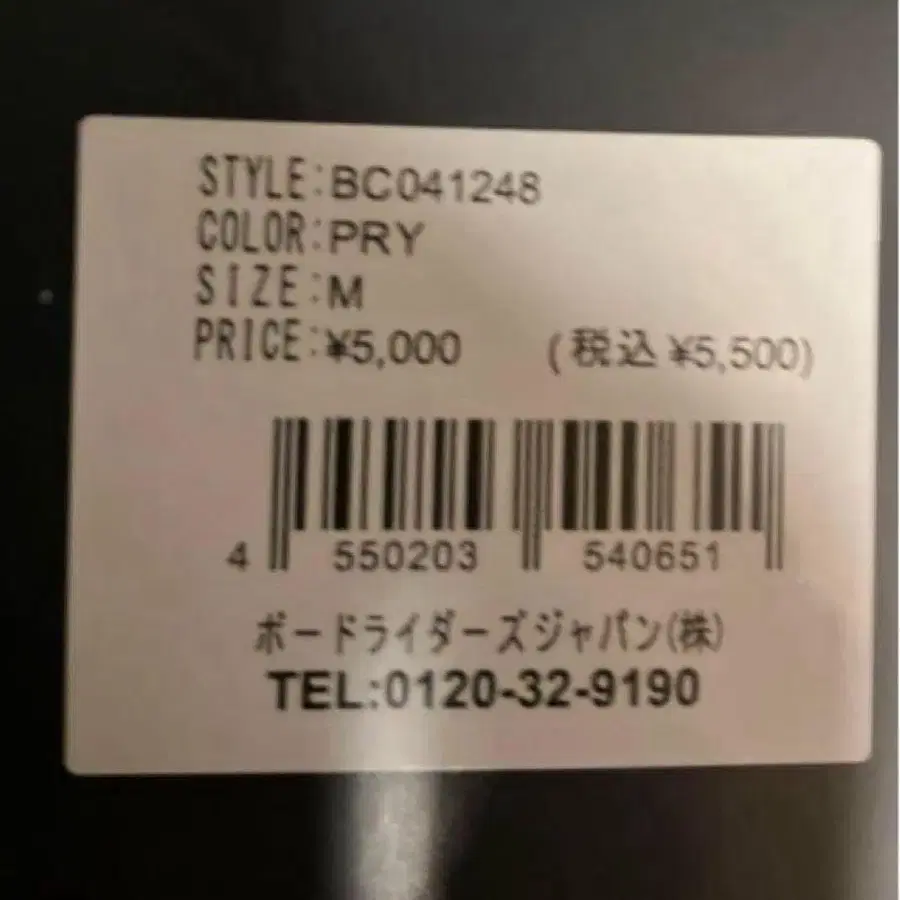 STYLE:BC041248
COLOR:PRY
SIZE:M
PRICE:¥5,000 (税込 ¥5,500)
4 550203 540651
ボードライダーズジャパン(株)
TEL:0120-32-9190